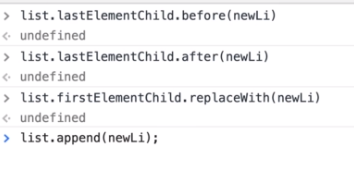 > list.lastElementChild.before(newLi)
< undefined
> list.lastElementChild.after(newLi)
< undefined
> list.firstElementChild.replaceWith(newLi)
< undefined
> list.append(newLi);